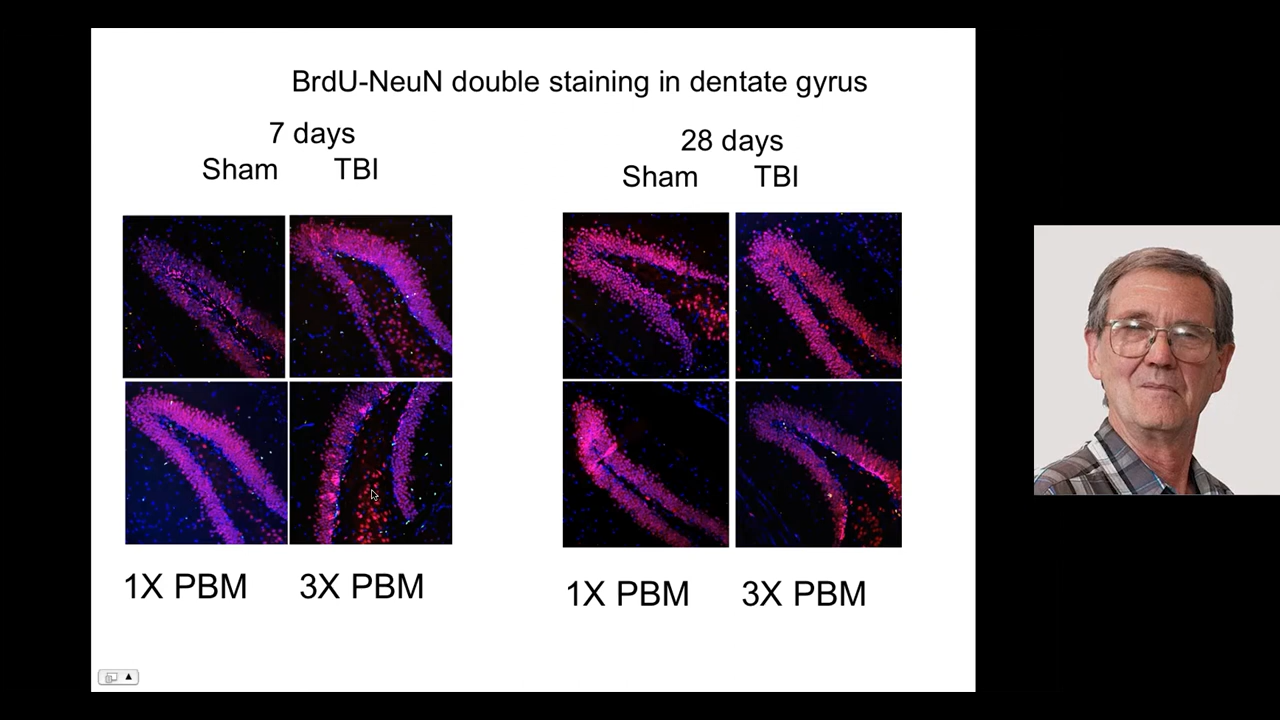 BrdU-NeuN double staining in dentate gyrus
7 days
Sham TBI
28 days
Sham TBI
1X PBM 3X PBM
1X PBM 3X PBM